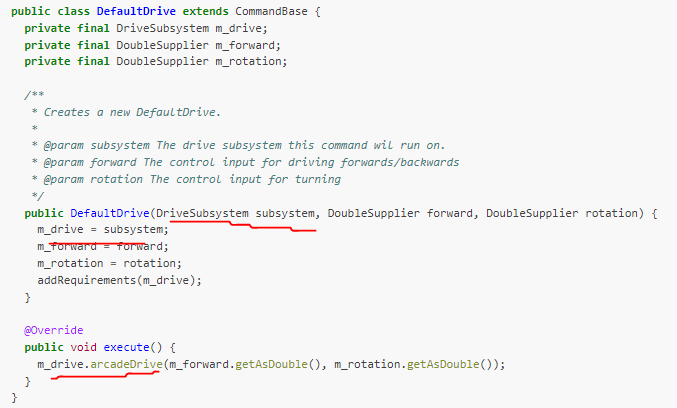 public class DefaultDrive extends CommandBase {
private final DriveSubsystem m_drive;
private final DoubleSupplier m_forward;
private final DoubleSupplier m_rotation;
/**
* Creates a new DefaultDrive.
*
* @param subsystem The drive subsystem this command wil run on.
* @param forward The control input for driving forwards/backwards
* @param rotation The control input for turning
*/
public DefaultDrive(DriveSubsystem subsystem, DoubleSupplier forward, DoubleSupplier rotation) {
m_drive = subsystem;
m_forward = forward;
m_rotation = rotation;
addRequirements(m_drive);
}
@Override
public void execute() {
m_drive.arcadeDrive(m_forward.getAsDouble(), m_rotation.getAsDouble());
}
}